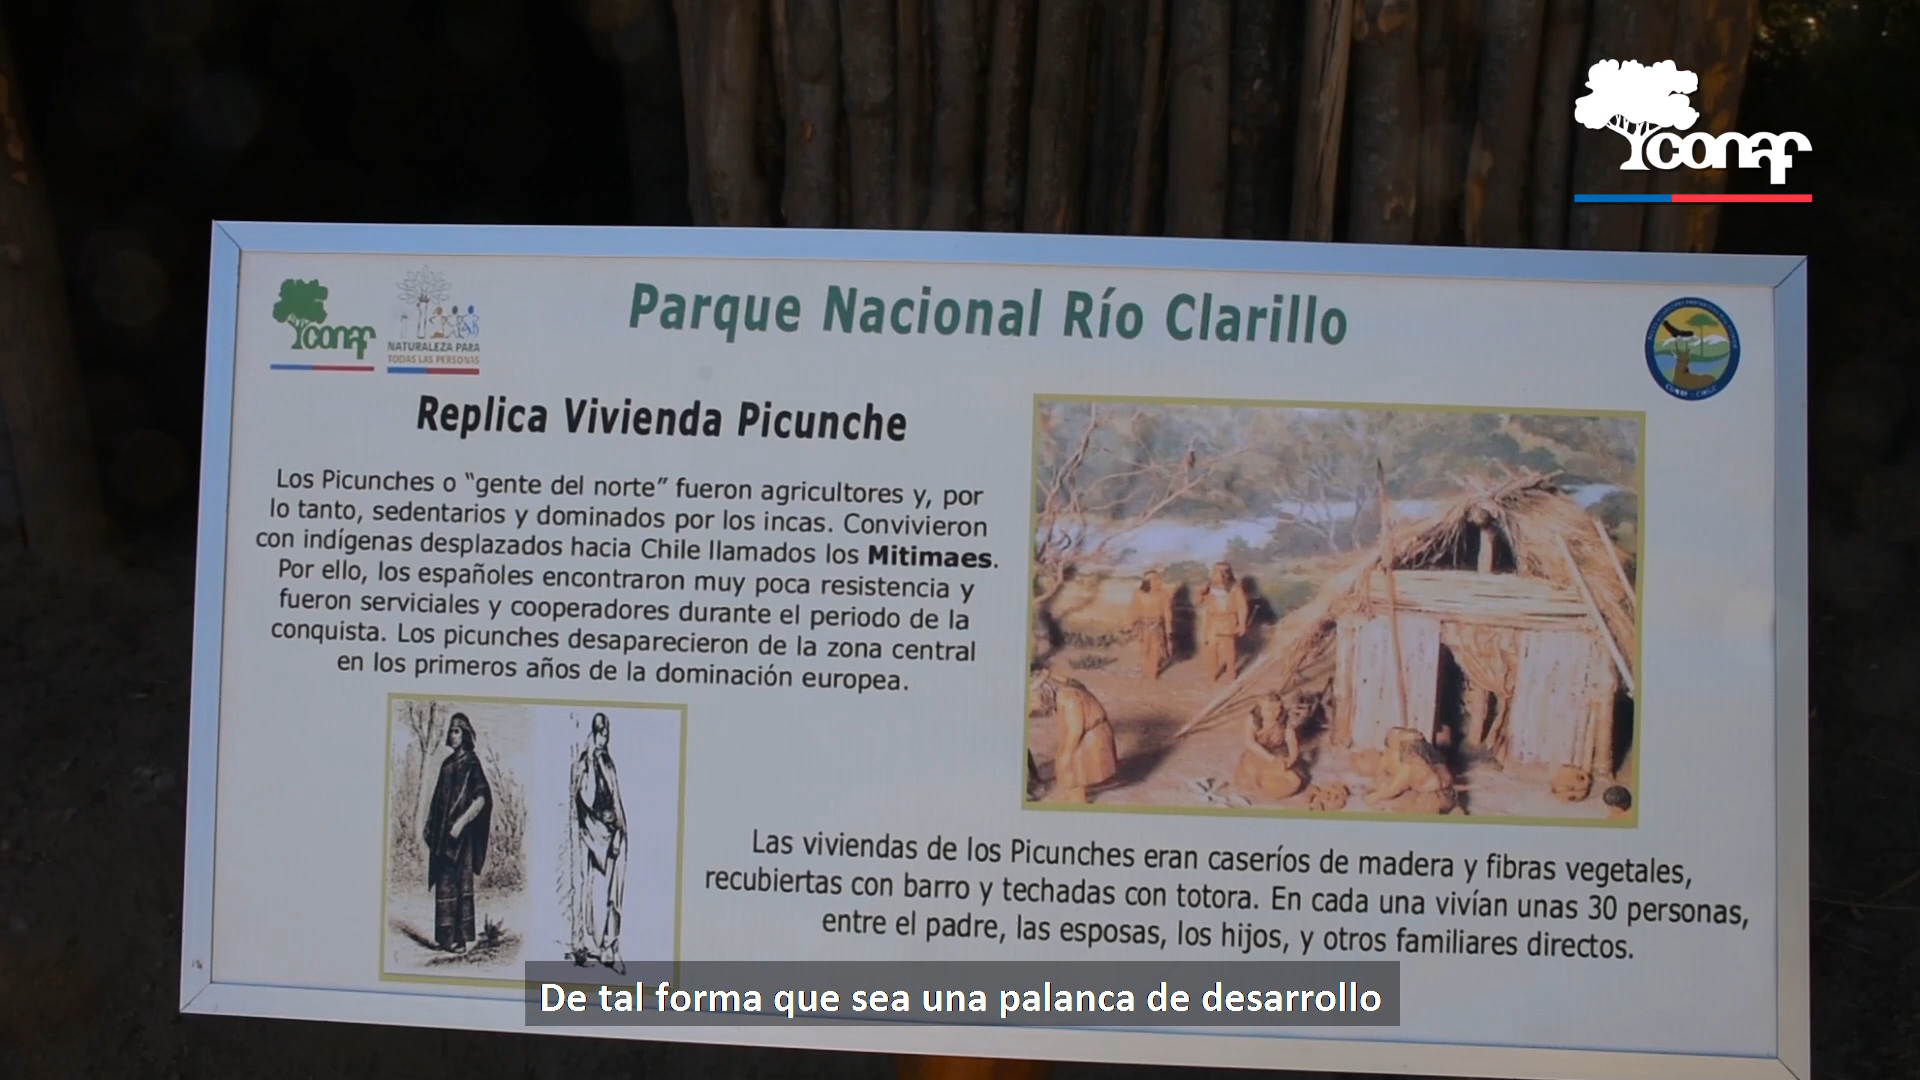 conaf
Parque Nacional Río Clarillo
conaf
NATURALEZA PARA
TODAS LAS PERSONAS
Replica Vivienda Picunche
Los Picunches o “gente del norte” fueron agricultores y, por
lo tanto, sedentarios y dominados por los incas. Convivieron
con indígenas desplazados hacia Chile llamados los Mitimaes.
Por ello, los españoles encontraron muy poca resistencia y
fueron serviciales y cooperadores durante el periodo de la
conquista. Los picunches desaparecieron de la zona central
en los primeros años de la dominación europea.
Las viviendas de los Picunches eran caseríos de madera y fibras vegetales,
recubiertas con barro y techadas con totora. En cada una vivían unas 30 personas,
entre el padre, las esposas, los hijos, y otros familiares directos.
De tal forma que sea una palanca de desarrollo